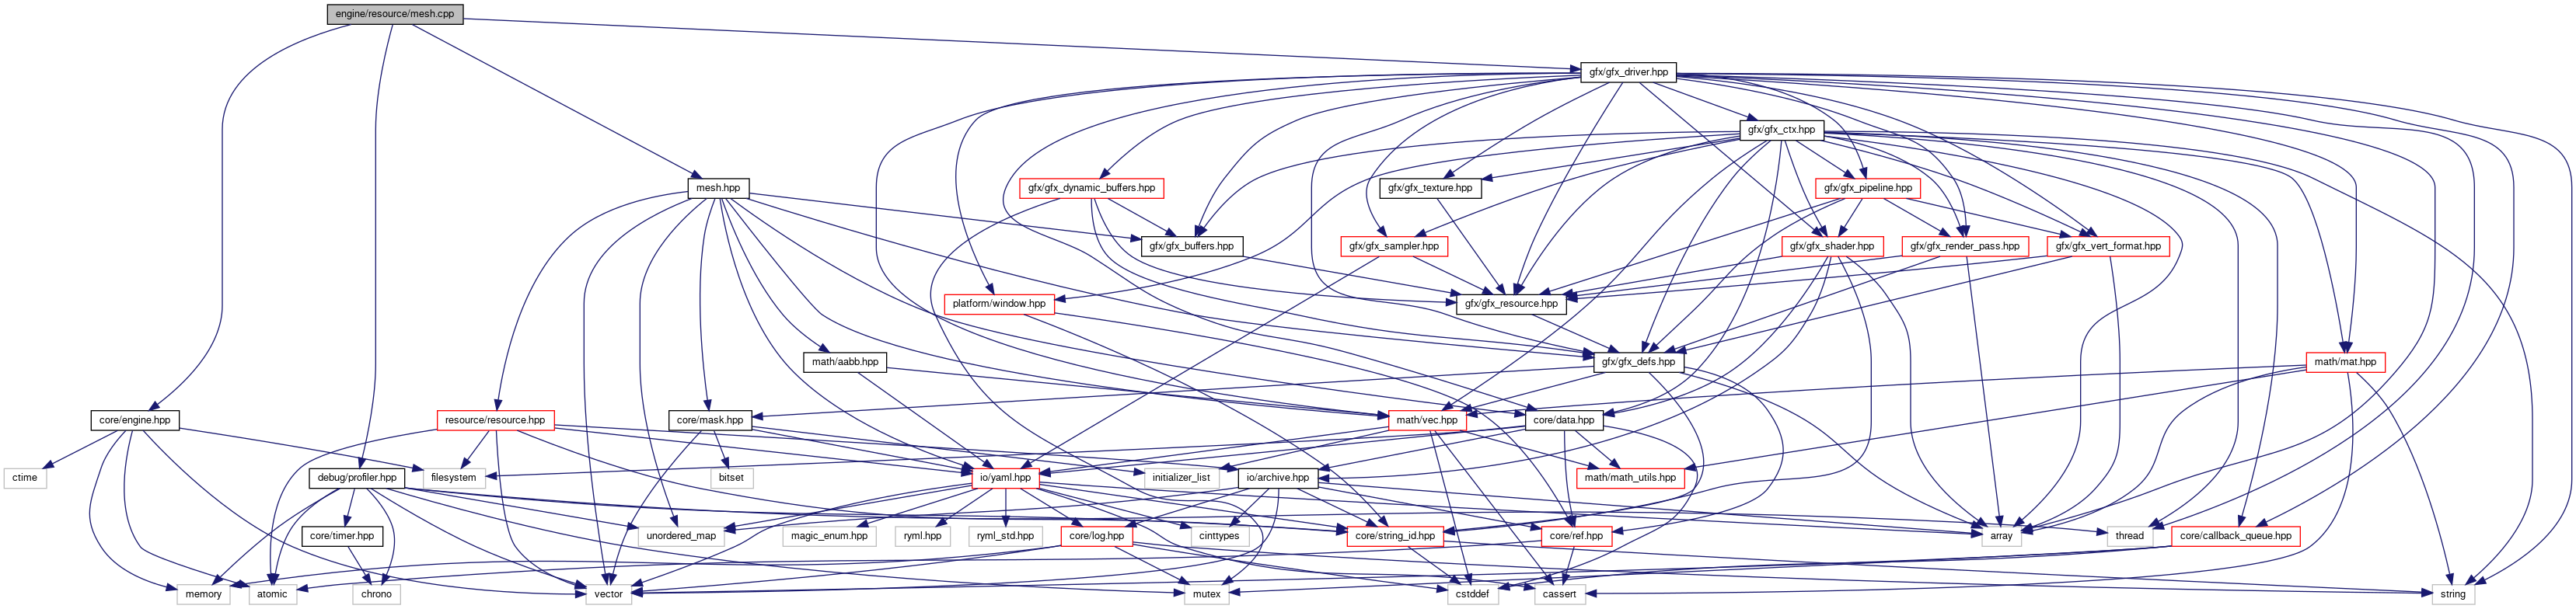 engine/resource/mesh.cpp
gfx/gfx_driver.hpp
gfx/gfx_ctx.hpp
mesh.hpp
gfx/gfx_dynamic_buffers.hpp
gfx/gfx_texture.hpp
gfx/gfx_pipeline.hpp
gfx/gfx_buffers.hpp
gfx/gfx_sampler.hpp
gfx/gfx_shader.hpp
gfx/gfx_render_pass.hpp
gfx/gfx_vert_format.hpp
platform/window.hpp
gfx/gfx_resource.hpp
math/aabb.hpp
gfx/gfx_defs.hpp
math/mat.hpp
core/engine.hpp
resource/resource.hpp
core/mask.hpp
math/vec.hpp
core/data.hpp
ctime
debug/profiler.hpp
filesystem
bitset
io/yaml.hpp
initializer_list
io/archive.hpp
math/math_utils.hpp
core/timer.hpp
unordered_map
magic_enum.hpp
ryml.hpp
ryml_std.hpp
core/log.hpp
cinttypes
core/string_id.hpp
core/ref.hpp
array
thread
core/callback_queue.hpp
memory
atomic
chrono
vector
mutex
cstddef
cassert
string